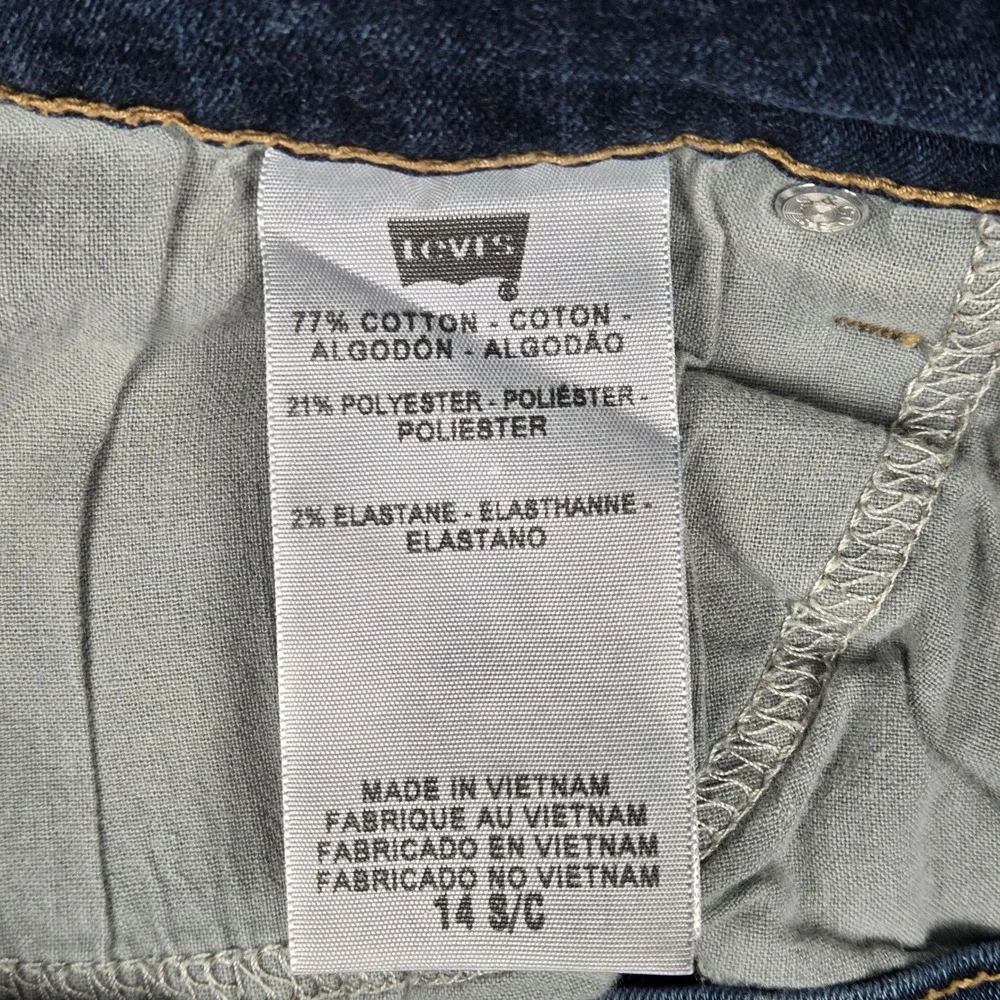 Levi's
®
77% COTTON - COTON -
ALGODÓN - ALGODÃO
21% POLYESTER - POLIÉSTER -
POLIESTER
2% ELASTANE - ÉLASTHANNE -
ELASTANO
MADE IN VIETNAM
FABRIQUE AU VIETNAM
FABRICADO EN VIETNAM
FABRICADO NO VIETNAM
14 S/C